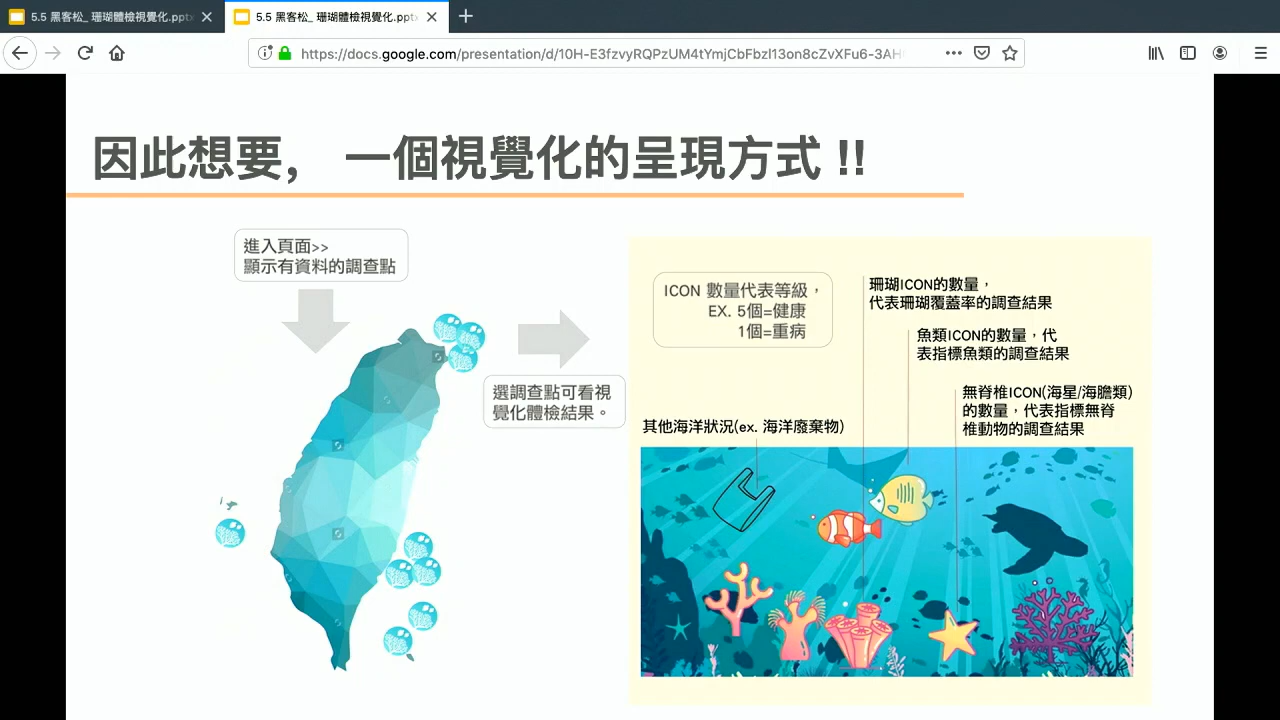 5.5 黑客松_ 珊瑚體檢視覺化.pptx
5.5 黑客松_ 珊瑚體檢視覺化.pptx
https://docs.google.com/presentation/d/10H-E3fzvyRQPzUM4tYmjCbFbzl13on8cZvXFu6-3AH
因此想要， 一個視覺化的呈現方式 !!
進入頁面>>
顯示有資料的調查點
選調查點可看視
覺化體檢結果。
ICON 數量代表等級，
EX. 5個=健康
1個=重病
珊瑚ICON的數量，
代表珊瑚覆蓋率的調查結果
魚類ICON的數量，代
表指標魚類的調查結果
無脊椎ICON(海星/海膽類)
的數量，代表指標無脊
椎動物的調查結果
其他海洋狀況(ex. 海洋廢棄物)